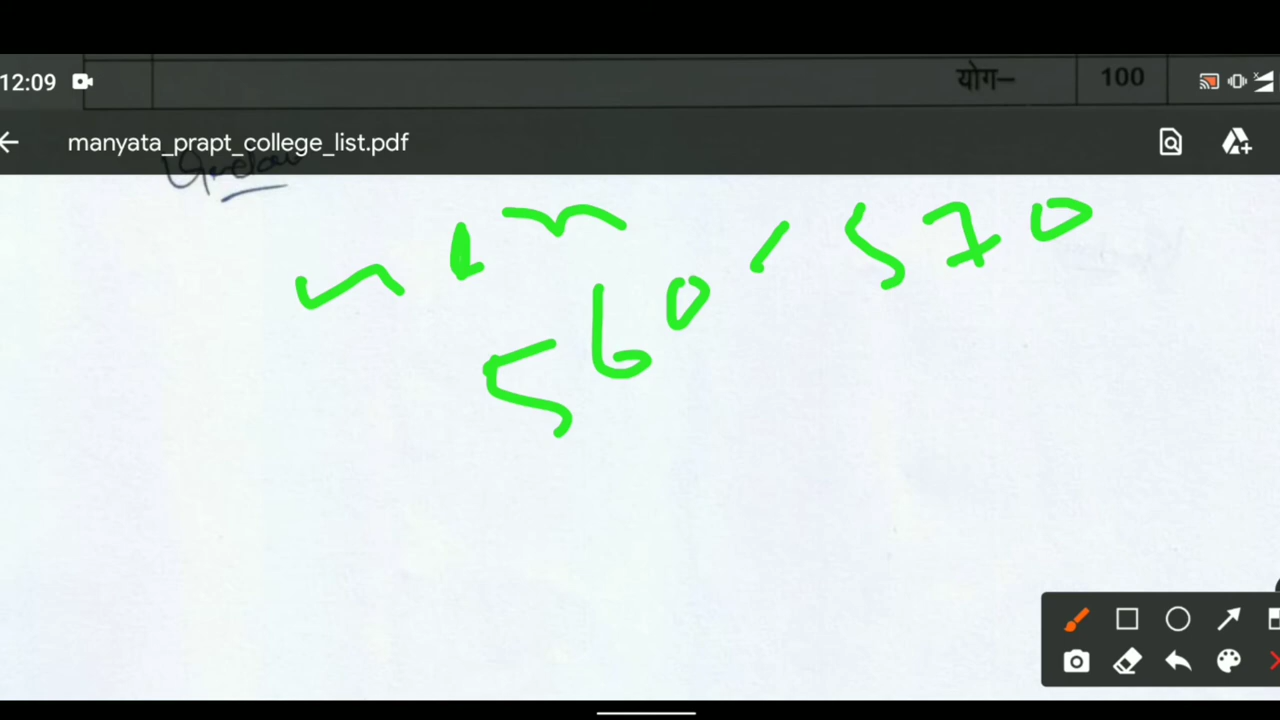 योग– 100
12:09
manyata_prapt_college_list.pdf
570
560